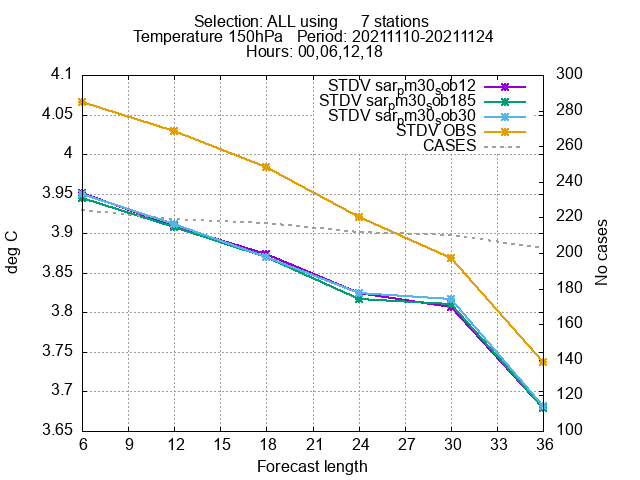 Selection: ALL using 7 stations
Temperature 150hPa Period: 20211110-20211124
Hours: 00,06,12,18
4.1
4.05
4
3.95
3.9
3.85
3.8
3.75
3.7
3.65
deg C
STDV sar_pm30_sob12
STDV sar_pm30_sob185
STDV sar_pm30_sob30
STDV OBS
CASES
300
280
260
240
220
200
180
160
140
120
100
No cases
6 9 12 15 18 21 24 27 30 33 36
Forecast length